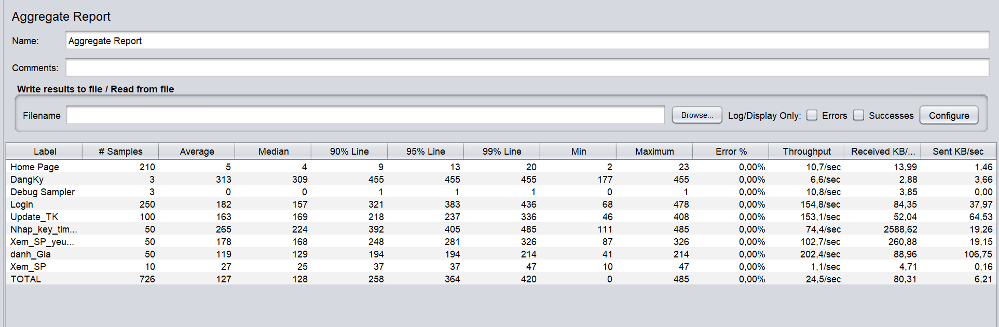 Aggregate Report
Name: Aggregate Report
Comments:
Write results to file / Read from file
Filename Browse... Log/Display Only: Errors Successes Configure
Label # Samples Average Median 90% Line 95% Line 99% Line Min Maximum Error % Throughput Received KB/... Sent KB/sec
Home Page 210 5 4 9 13 20 2 23 0,00% 10,7/sec 13,99 1,46
DangKy 3 313 309 455 455 455 177 455 0,00% 6,6/sec 2,88 3,66
Debug Sampler 3 0 0 1 1 1 0 1 0,00% 10,8/sec 3,85 0,00
Login 250 182 157 321 383 436 68 478 0,00% 154,8/sec 84,35 37,97
Update_TK 100 163 169 218 237 336 46 408 0,00% 153,1/sec 52,04 64,53
Nhap_key_tim... 50 265 224 392 405 485 111 485 0,00% 74,4/sec 2588,62 19,26
Xem_SP_yeu... 50 178 168 248 281 326 87 326 0,00% 102,7/sec 260,88 19,15
danh_Gia 50 119 129 194 194 214 41 214 0,00% 202,4/sec 88,96 106,75
Xem_SP 10 27 25 37 37 47 10 47 0,00% 1,1/sec 4,71 0,16
TOTAL 726 127 128 258 364 420 0 485 0,00% 24,5/sec 80,31 6,21